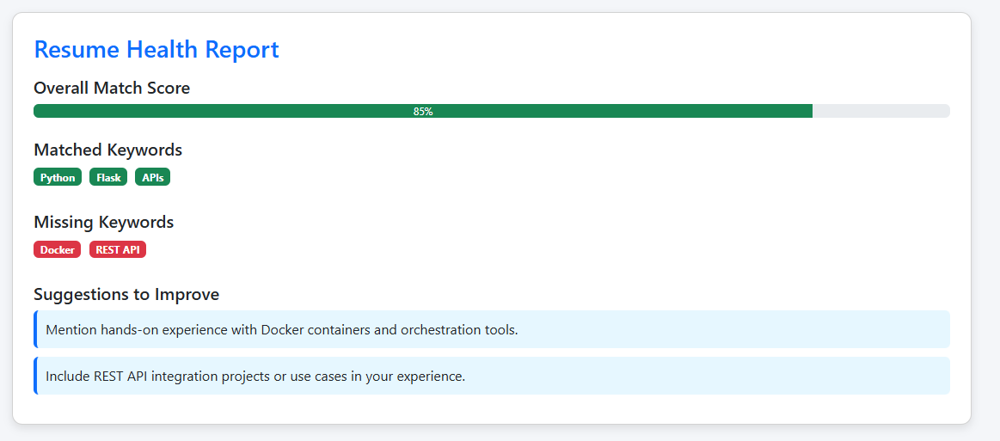 Resume Health Report
Overall Match Score
85%
Matched Keywords
Python Flask APIs
Missing Keywords
Docker REST API
Suggestions to Improve
Mention hands-on experience with Docker containers and orchestration tools.
Include REST API integration projects or use cases in your experience.